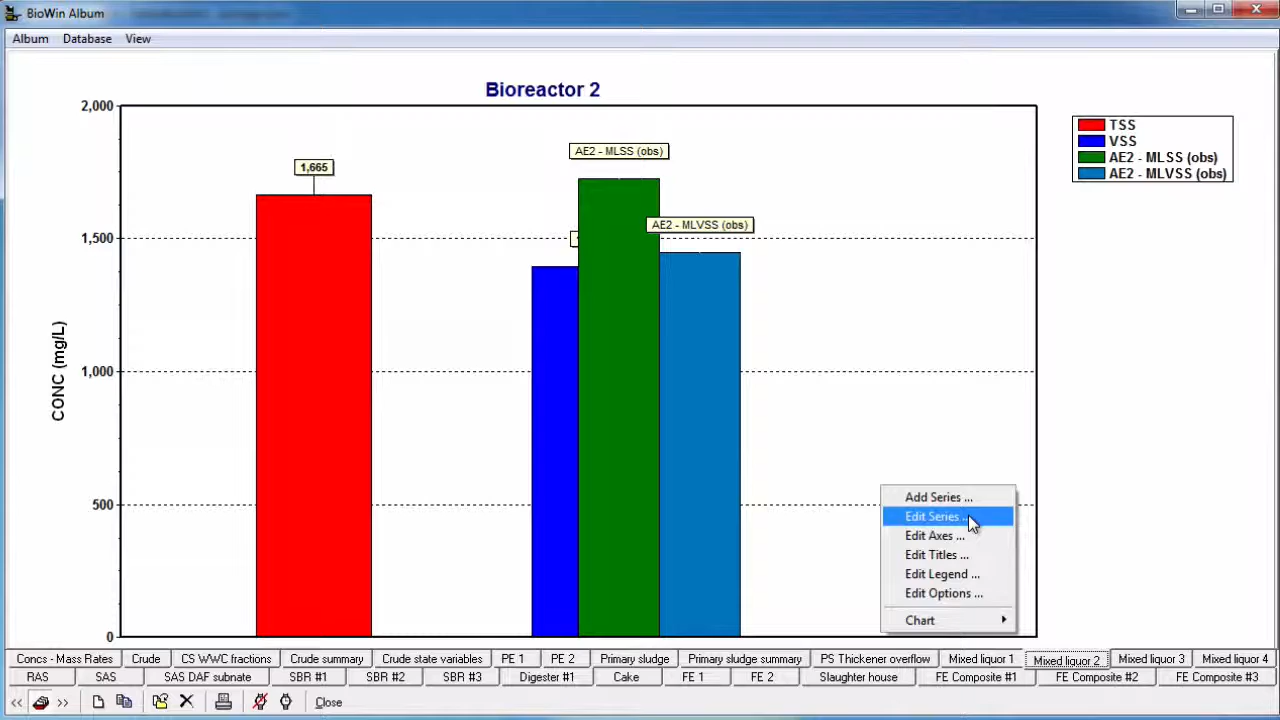 BioWin Album
Album Database View
Bioreactor 2
2,000
1,500
1,000
500
0
CONC (mg/L)
1,665
AE2 - MLSS (obs)
AE2 - MLVSS (obs)
TSS
VSS
AE2 - MLSS (obs)
AE2 - MLVSS (obs)
Add Series ...
Edit Series ...
Edit Axes ...
Edit Titles ...
Edit Legend ...
Edit Options ...
Chart
Concs - Mass Rates Crude CS WWC fractions Crude summary Crude state variables PE 1 PE 2 Primary sludge Primary sludge summary PS Thickener overflow Mixed liquor 1 Mixed liquor 2 Mixed liquor 3 Mixed liquor 4
RAS SAS SAS DAF subnate SBR #1 SBR #2 SBR #3 Digester #1 Cake FE 1 FE 2 Slaughter house FE Composite #1 FE Composite #2 FE Composite #3
<< >> Close